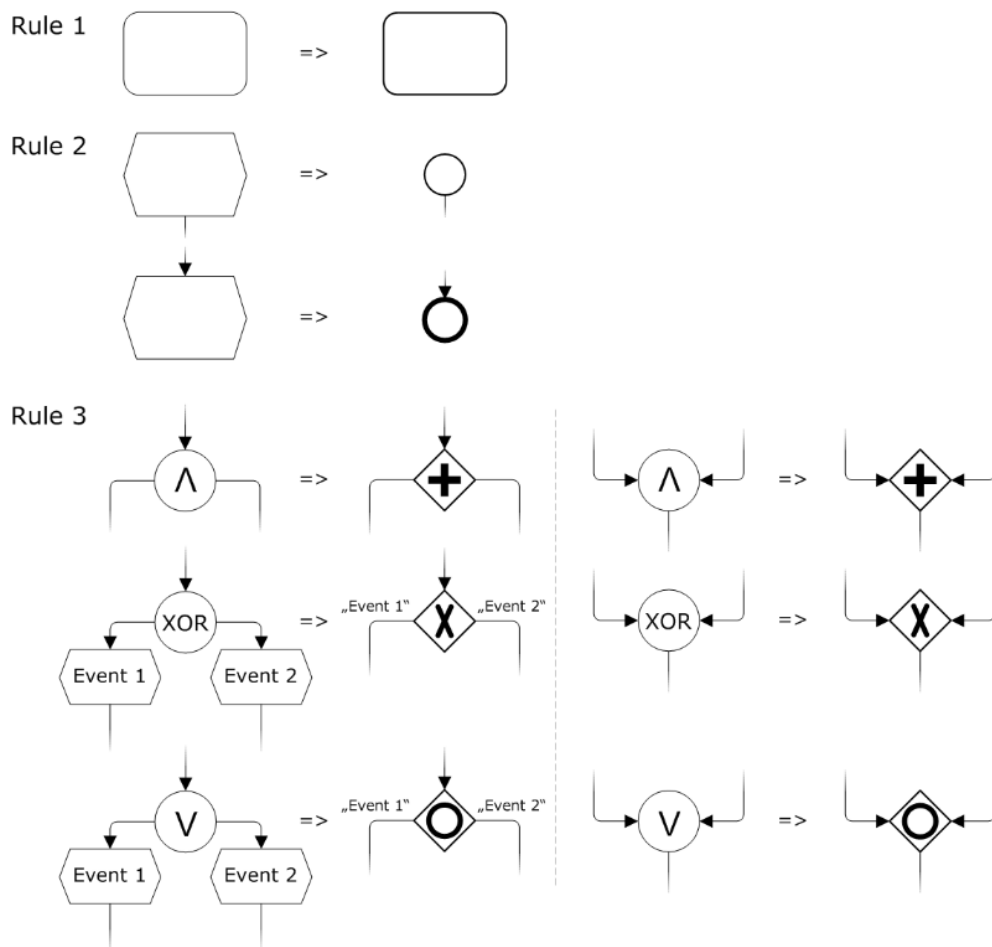 Rule 1
=>
Rule 2
=>
=>
Rule 3
Λ => Λ =>
XOR => „Event 1“ X „Event 2“ XOR => X
Event 1 Event 2
V => „Event 1“ „Event 2“ V =>
Event 1 Event 2